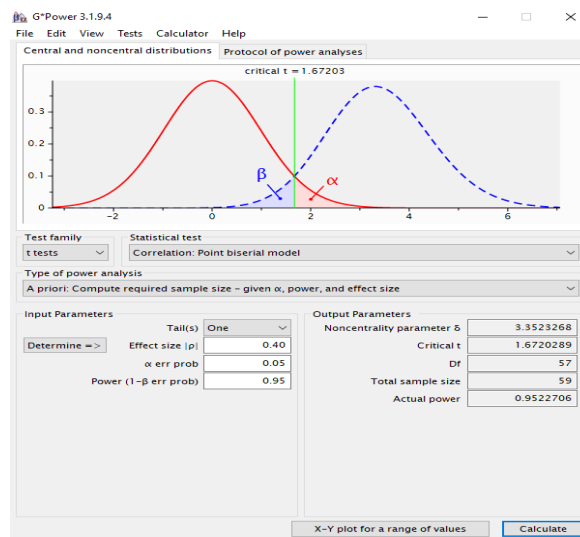 G*Power 3.1.9.4
File Edit View Tests Calculator Help
Central and noncentral distributions Protocol of power analyses
critical t = 1.67203
0.3
0.2
0.1
0
β
α
−2 0 2 4 6
Test family Statistical test
t tests Correlation: Point biserial model
Type of power analysis
A priori: Compute required sample size – given α, power, and effect size
Input Parameters Output Parameters
Tail(s) One Noncentrality parameter δ 3.3523268
Determine => Effect size |ρ| 0.40 Critical t 1.6720289
α err prob 0.05 Df 57
Power (1-β err prob) 0.95 Total sample size 59
Actual power 0.9522706
X-Y plot for a range of values Calculate